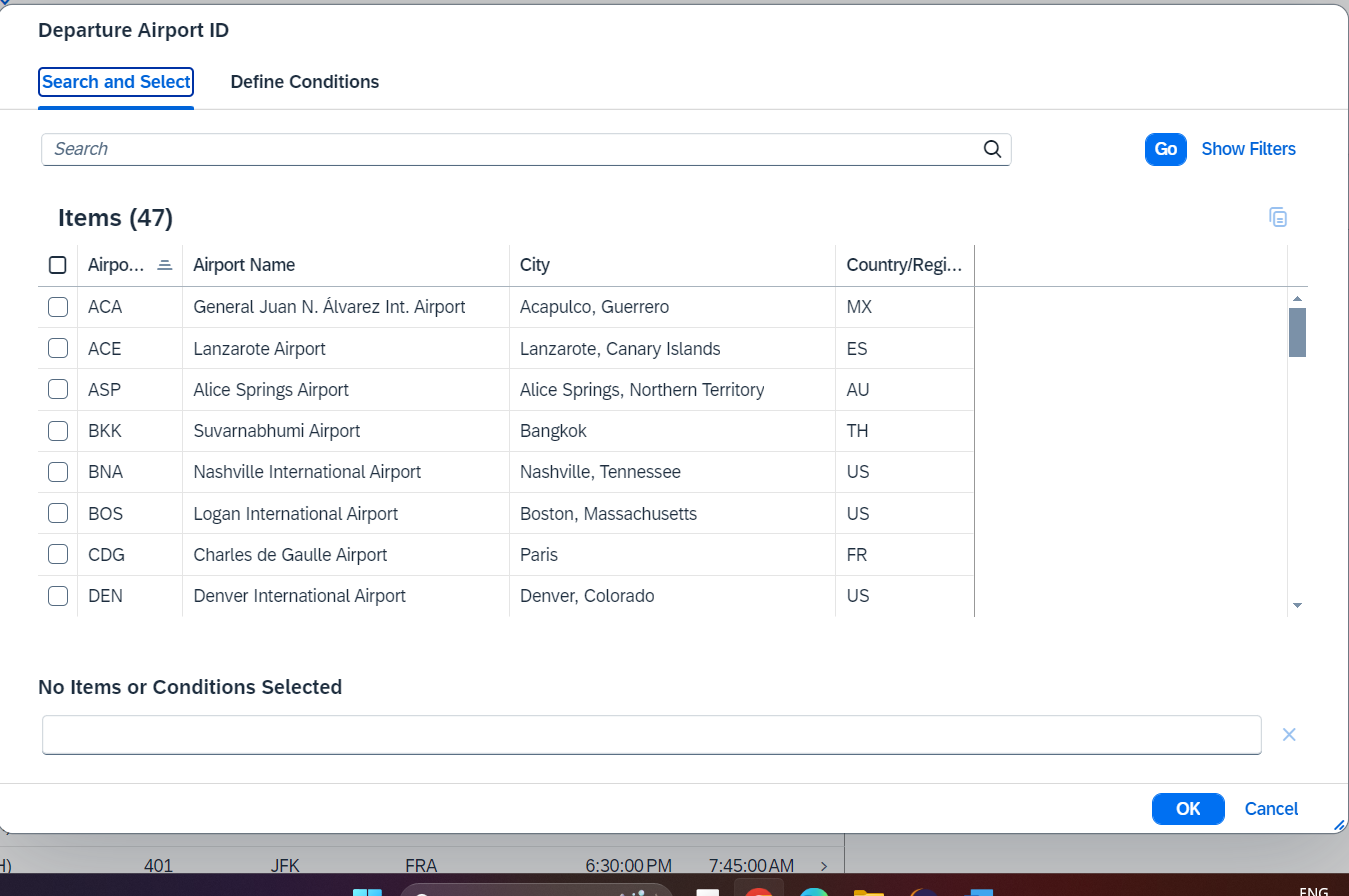 Departure Airport ID
Search and Select Define Conditions
Search Go Show Filters
Items (47)
Airpo... Airport Name City Country/Regi...
ACA General Juan N. Álvarez Int. Airport Acapulco, Guerrero MX
ACE Lanzarote Airport Lanzarote, Canary Islands ES
ASP Alice Springs Airport Alice Springs, Northern Territory AU
BKK Suvarnabhumi Airport Bangkok TH
BNA Nashville International Airport Nashville, Tennessee US
BOS Logan International Airport Boston, Massachusetts US
CDG Charles de Gaulle Airport Paris FR
DEN Denver International Airport Denver, Colorado US
No Items or Conditions Selected
OK Cancel
H) 401 JFK FRA 6:30:00 PM 7:45:00 AM
ENG